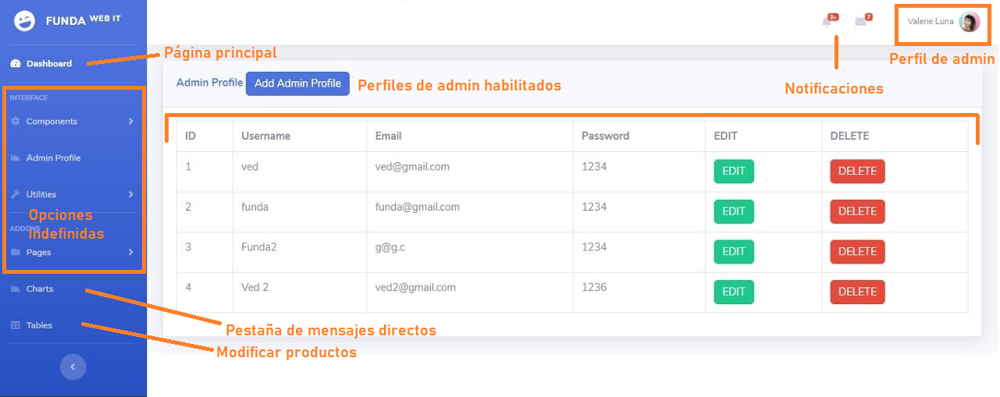 FUNDA WEB IT
3+
7
Valerie Luna
Dashboard
Página principal
Perfil de admin
Admin Profile
Add Admin Profile
Perfiles de admin habilitados
Notificaciones
INTERFACE
Components
Admin Profile
Utilities
Opciones
indefinidas
ADDONS
Pages
Charts
Tables
ID Username Email Password EDIT DELETE
1 ved ved@gmail.com 1234 EDIT DELETE
2 funda funda@gmail.com 1234 EDIT DELETE
3 Funda2 g@g.c 1234 EDIT DELETE
4 Ved 2 ved2@gmail.com 1236 EDIT DELETE
Pestaña de mensajes directos
Modificar productos